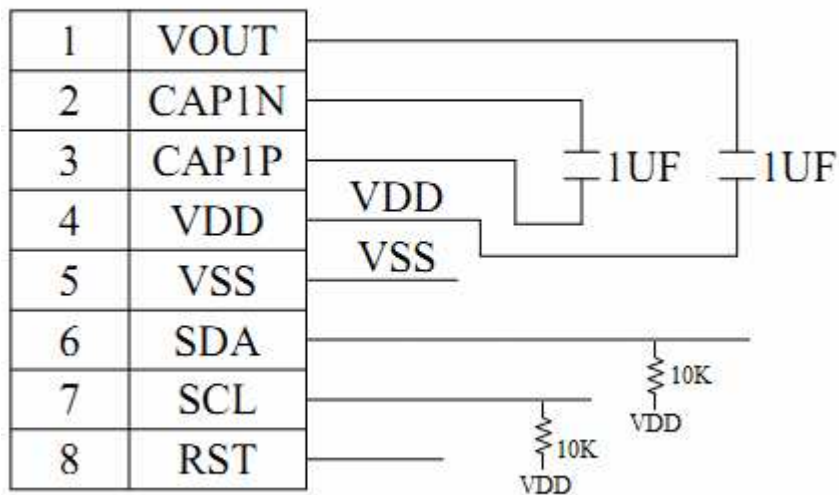 1 VOUT
2 CAP1N
3 CAP1P 1UF 1UF
4 VDD VDD
5 VSS VSS
6 SDA
10K
7 SCL
VDD
10K
8 RST
VDD